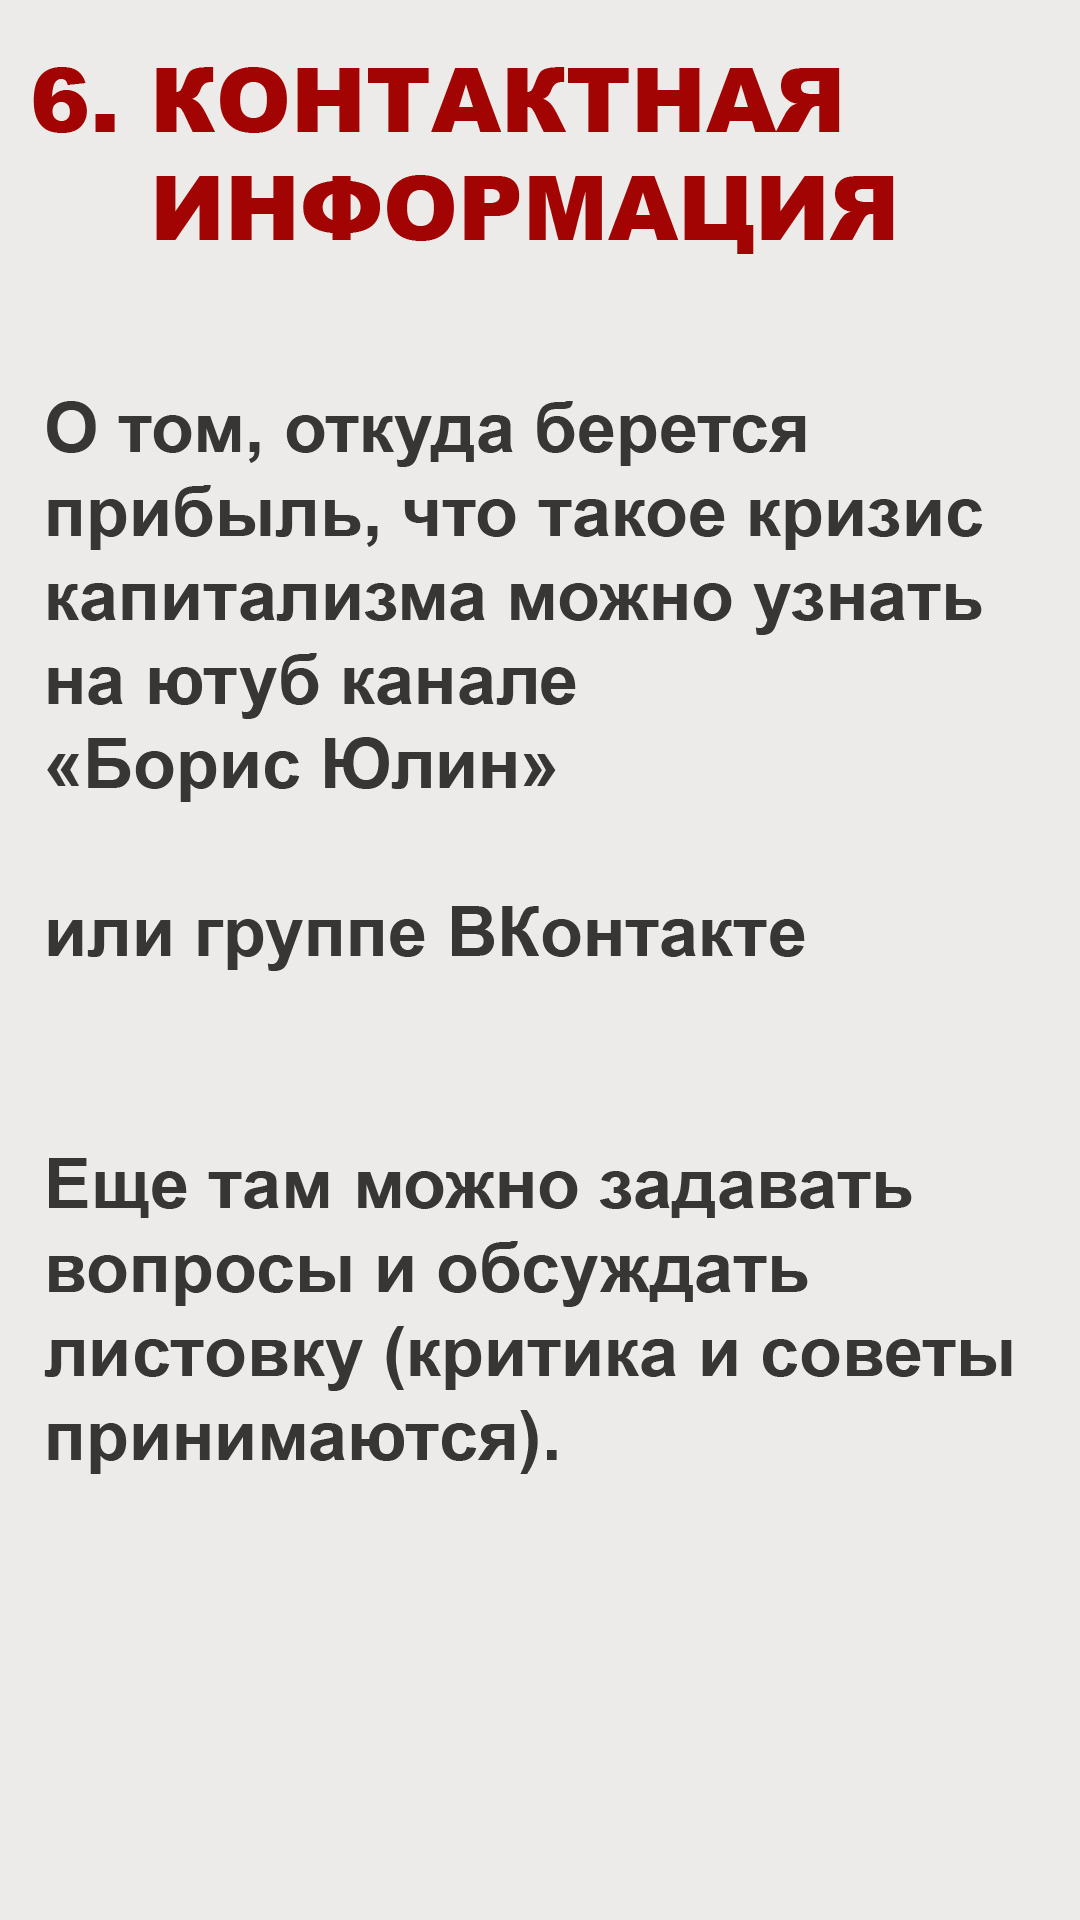 6. КОНТАКТНАЯ
ИНФОРМАЦИЯ
О том, откуда берется
прибыль, что такое кризис
капитализма можно узнать
на ютуб канале
«Борис Юлин»
или группе ВКонтакте
Еще там можно задавать
вопросы и обсуждать
листовку (критика и советы
принимаются).